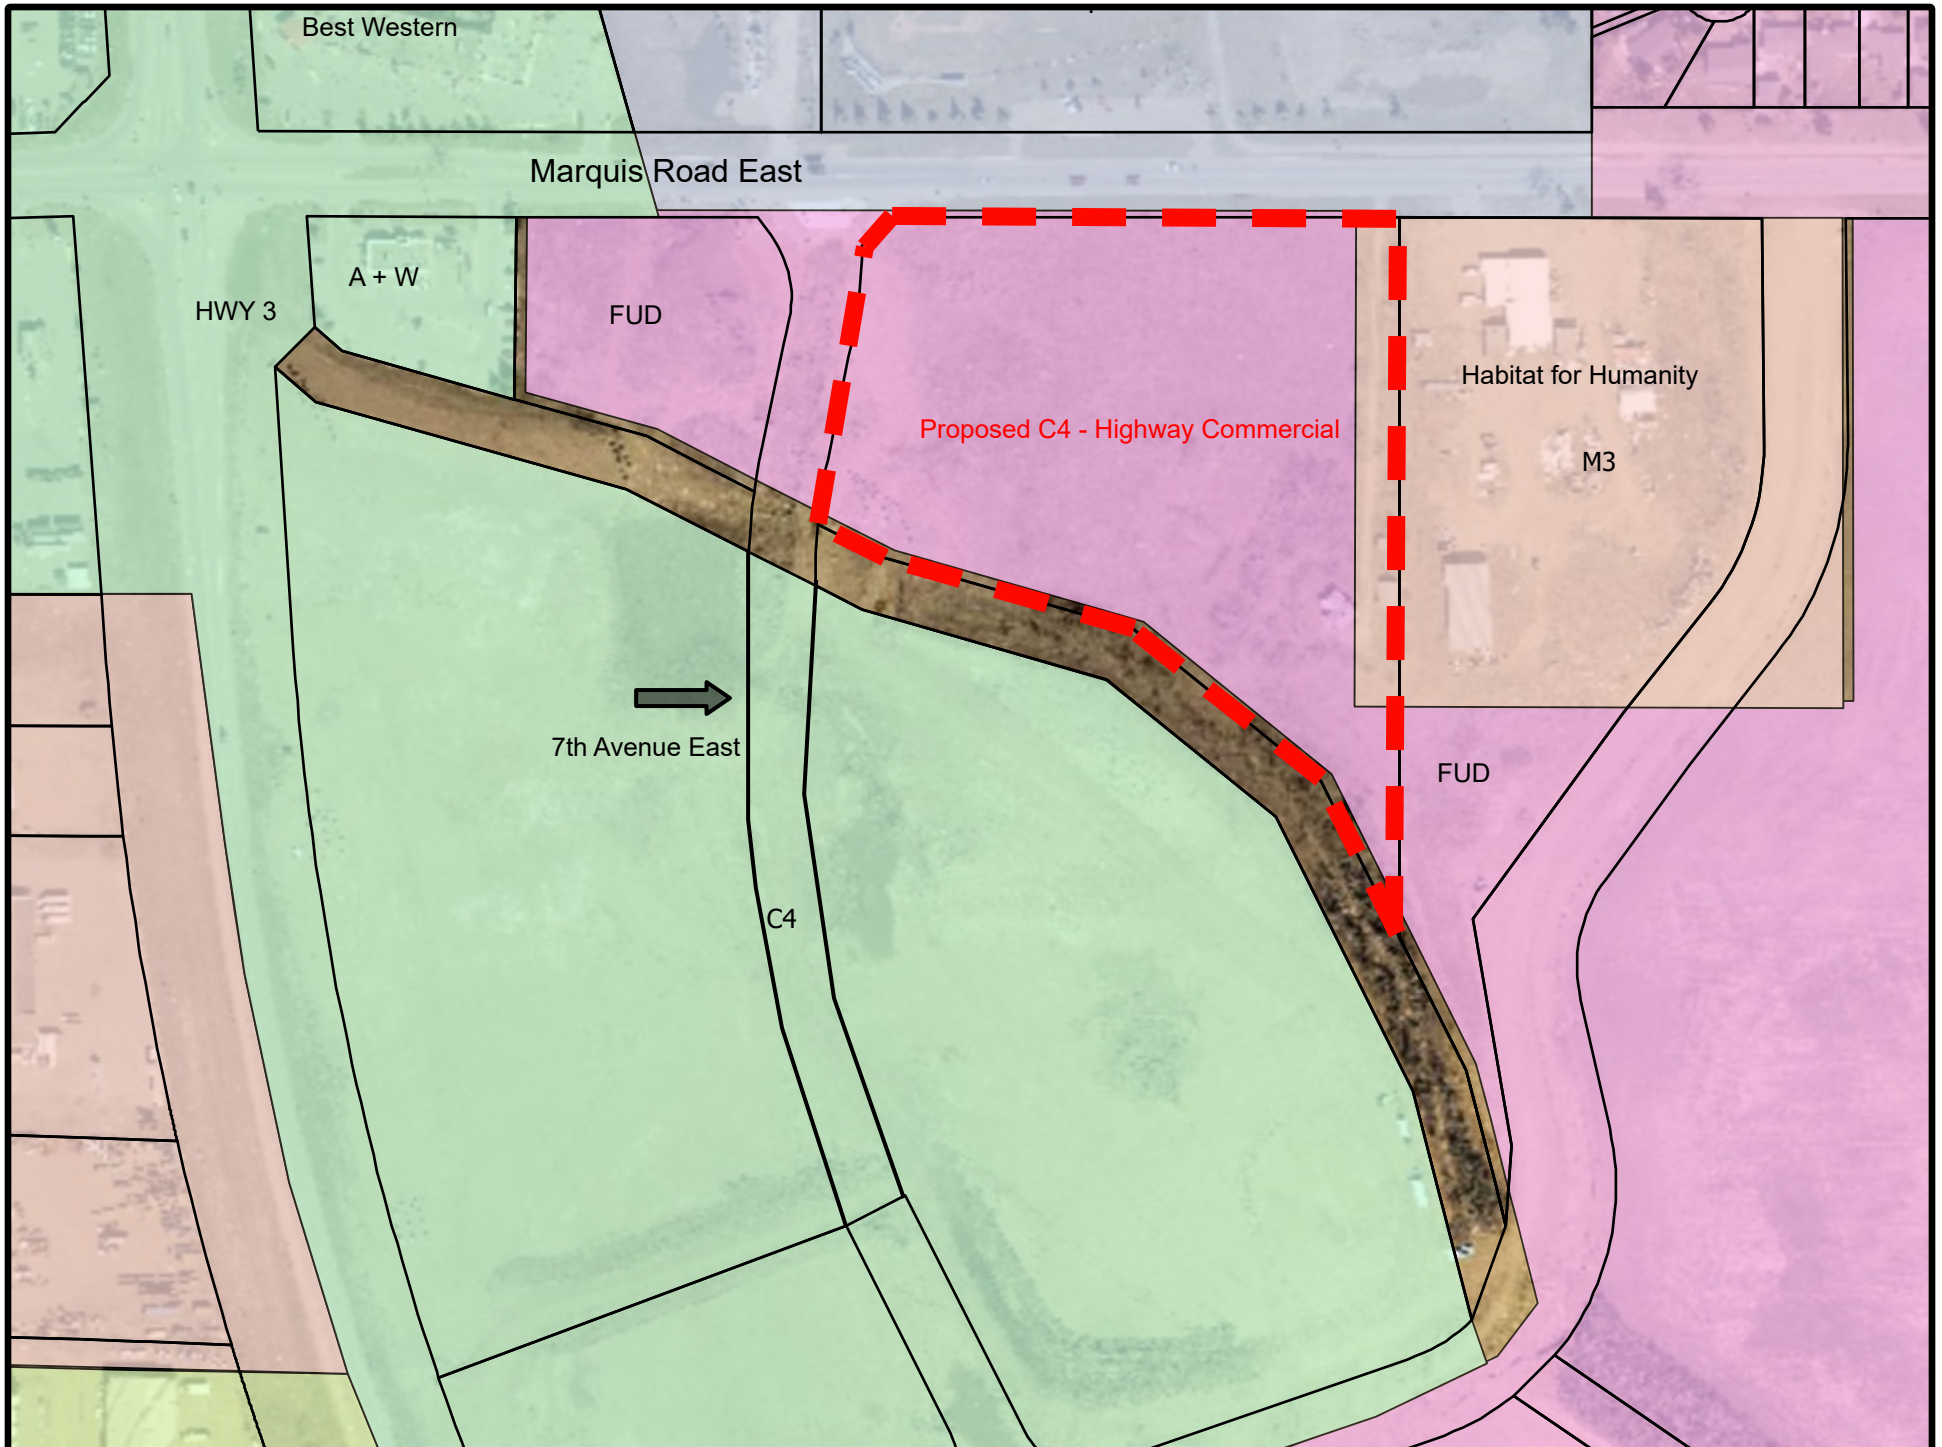 Best Western
Marquis Road East
A + W
HWY 3
FUD
Habitat for Humanity
Proposed C4 - Highway Commercial
M3
7th Avenue East
FUD
C4